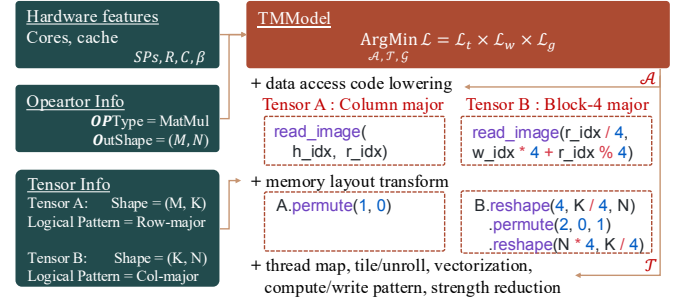 Hardware features
Cores, cache
SPs, R, C, β
Opeartor Info
OPType = MatMul
OutShape = (M, N)
Tensor Info
Tensor A: Shape = (M, K)
Logical Pattern = Row-major
Tensor B: Shape = (K, N)
Logical Pattern = Col-major
TMModel
ArgMin ℒ = ℒt × ℒw × ℒg
𝒜, 𝒯, 𝒢
+ data access code lowering
𝒜
Tensor A : Column major
read_image(
h_idx, r_idx)
Tensor B : Block-4 major
read_image(r_idx / 4,
w_idx * 4 + r_idx % 4)
+ memory layout transform
A.permute(1, 0)
B.reshape(4, K / 4, N)
.permute(2, 0, 1)
.reshape(N * 4, K / 4)
+ thread map, tile/unroll, vectorization,
compute/write pattern, strength reduction
𝒯